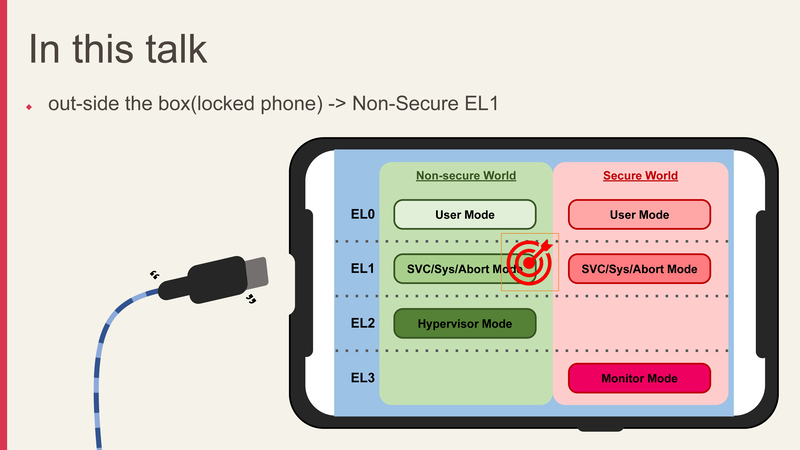 In this talk
out-side the box(locked phone) -> Non-Secure EL1
Non-secure World Secure World
EL0 User Mode User Mode
EL1 SVC/Sys/Abort Mode SVC/Sys/Abort Mode
EL2 Hypervisor Mode
EL3 Monitor Mode